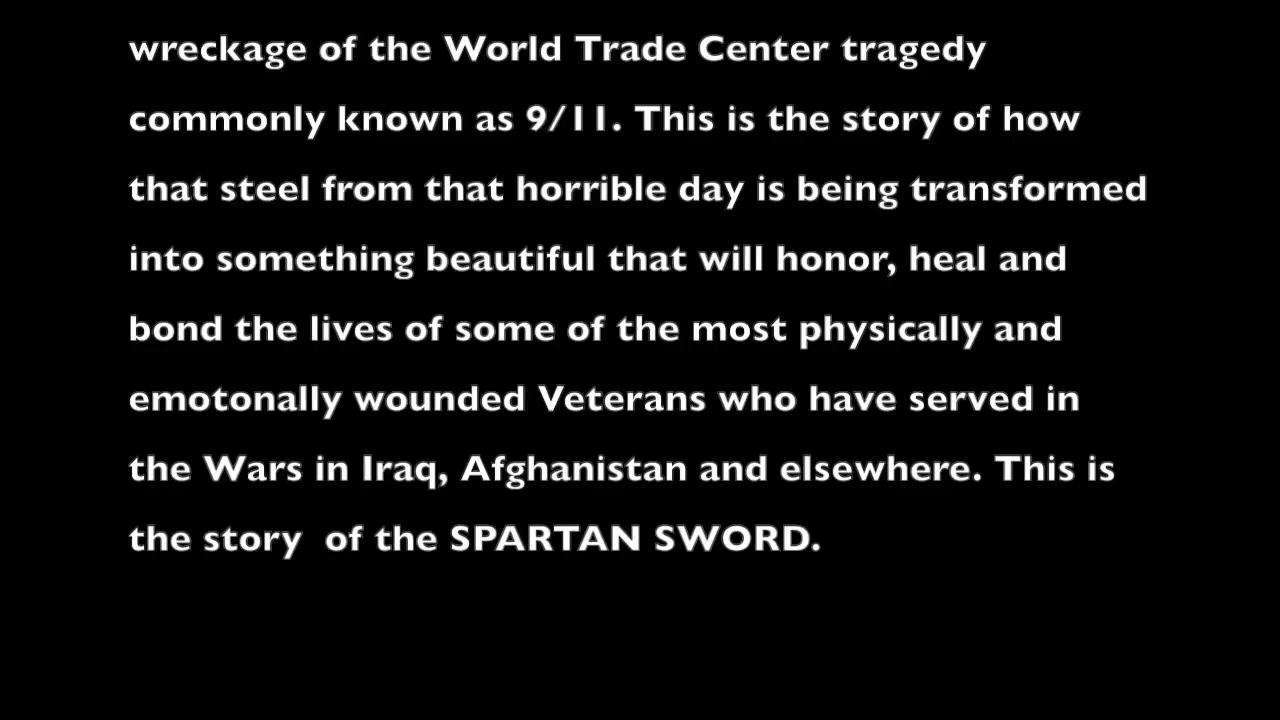 wreckage of the World Trade Center tragedy
commonly known as 9/11. This is the story of how
that steel from that horrible day is being transformed
into something beautiful that will honor, heal and
bond the lives of some of the most physically and
emotonally wounded Veterans who have served in
the Wars in Iraq, Afghanistan and elsewhere. This is
the story  of the SPARTAN SWORD.